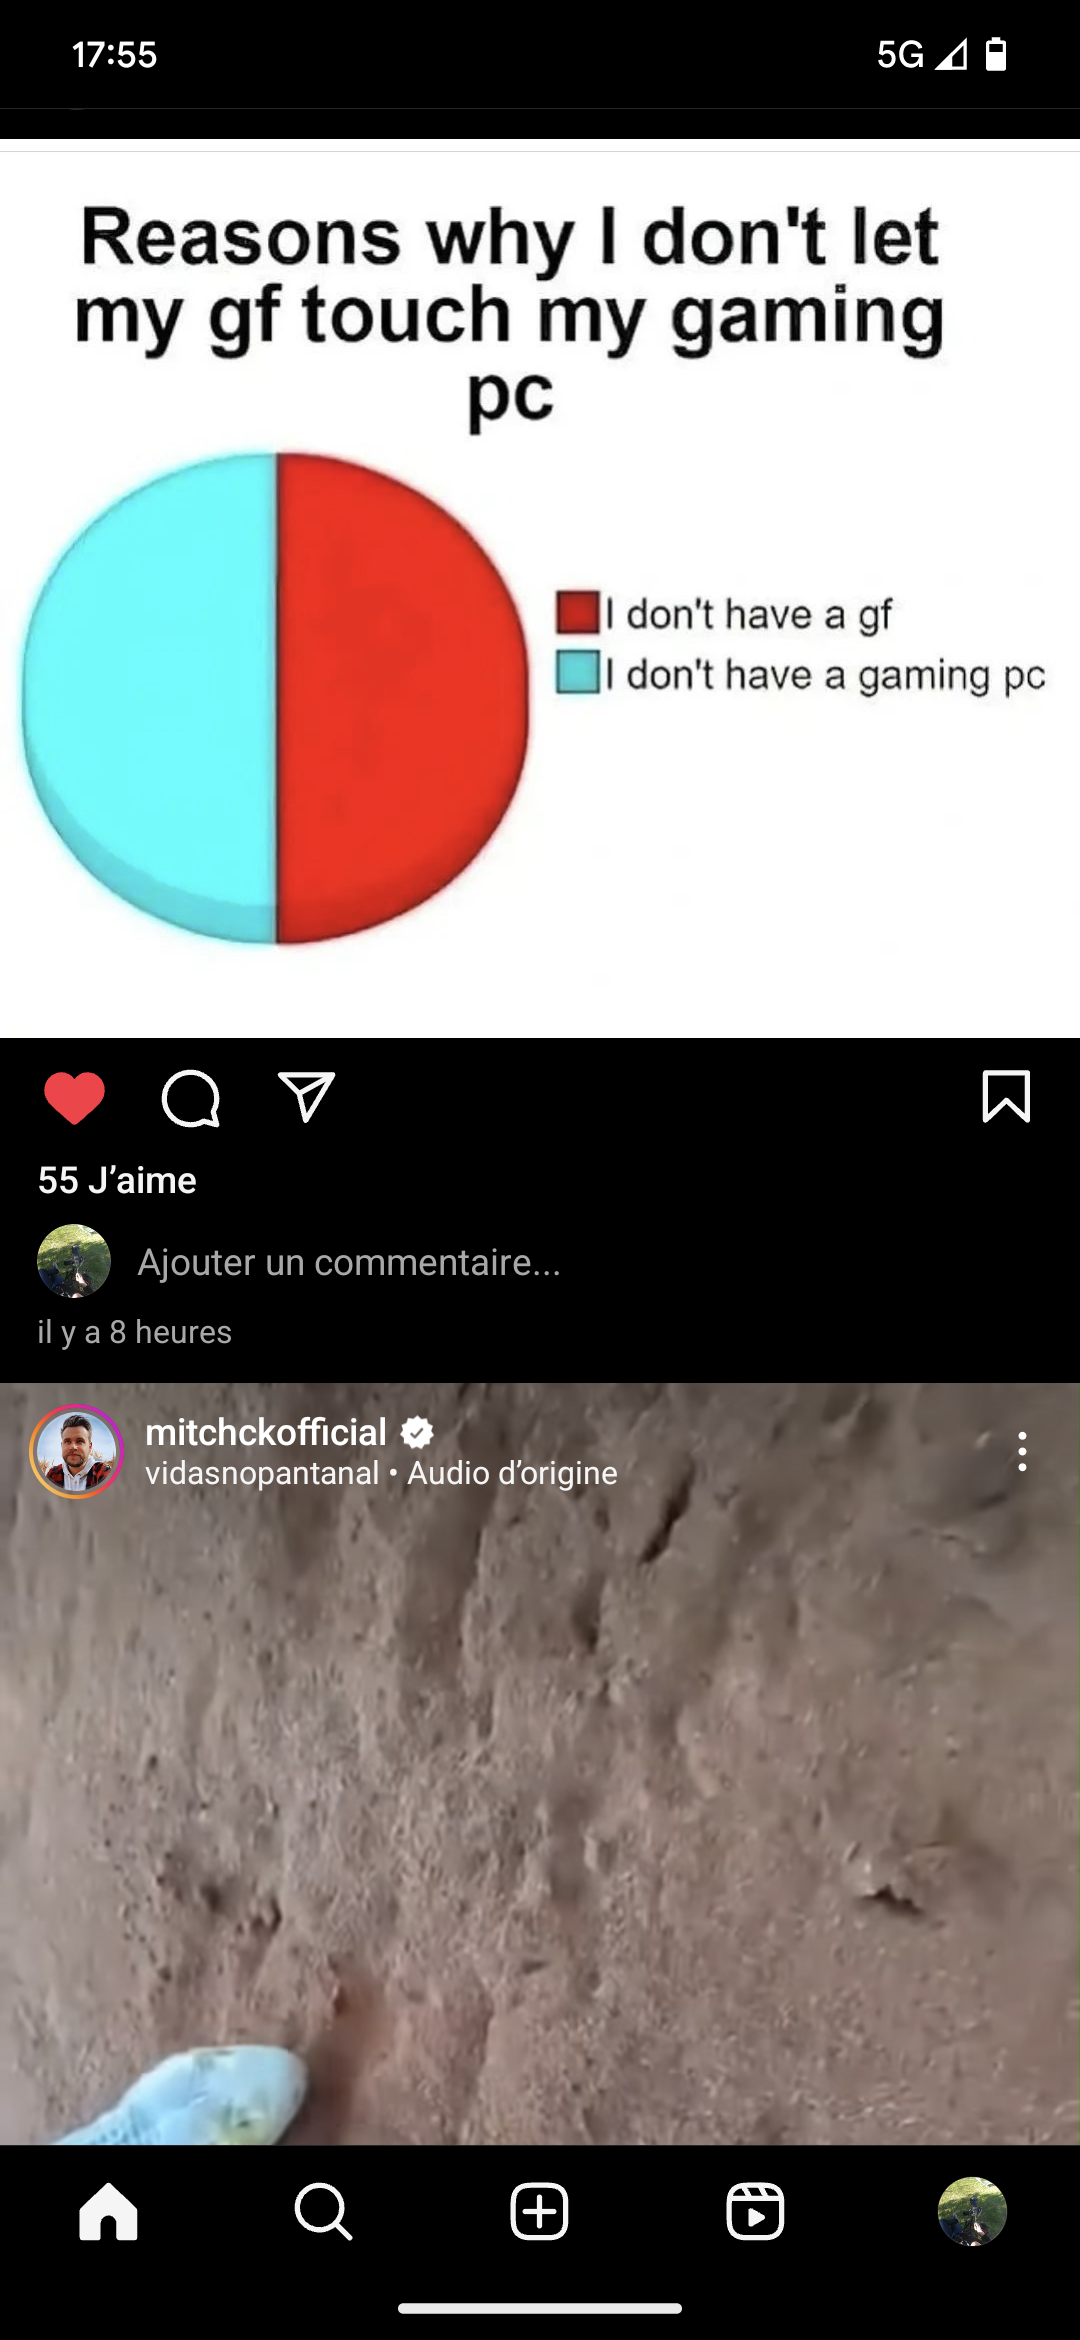 17:55
5G
Reasons why I don't let
my gf touch my gaming
pc
I don't have a gf
I don't have a gaming pc
55 J’aime
Ajouter un commentaire...
il y a 8 heures
mitchckofficial
vidasnopantanal • Audio d’origine